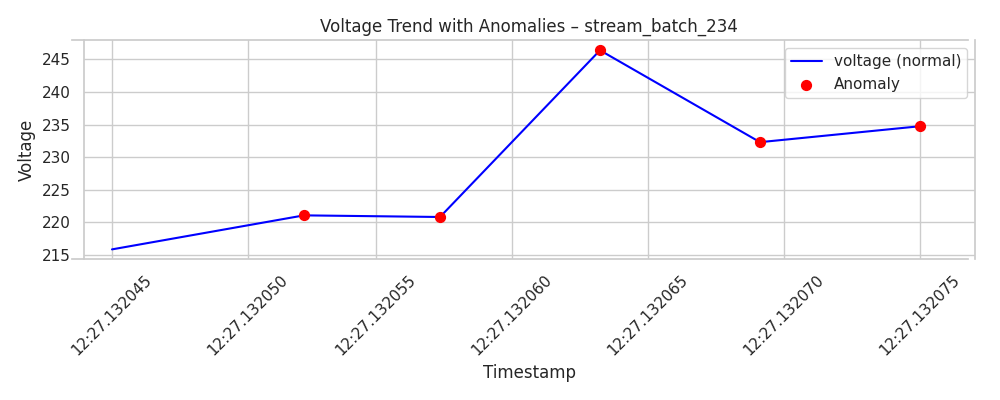 Voltage Trend with Anomalies – stream_batch_234
voltage (normal)
Anomaly
Voltage
245
240
235
230
225
220
215
12:27.132045
12:27.132050
12:27.132055
12:27.132060
12:27.132065
12:27.132070
12:27.132075
Timestamp